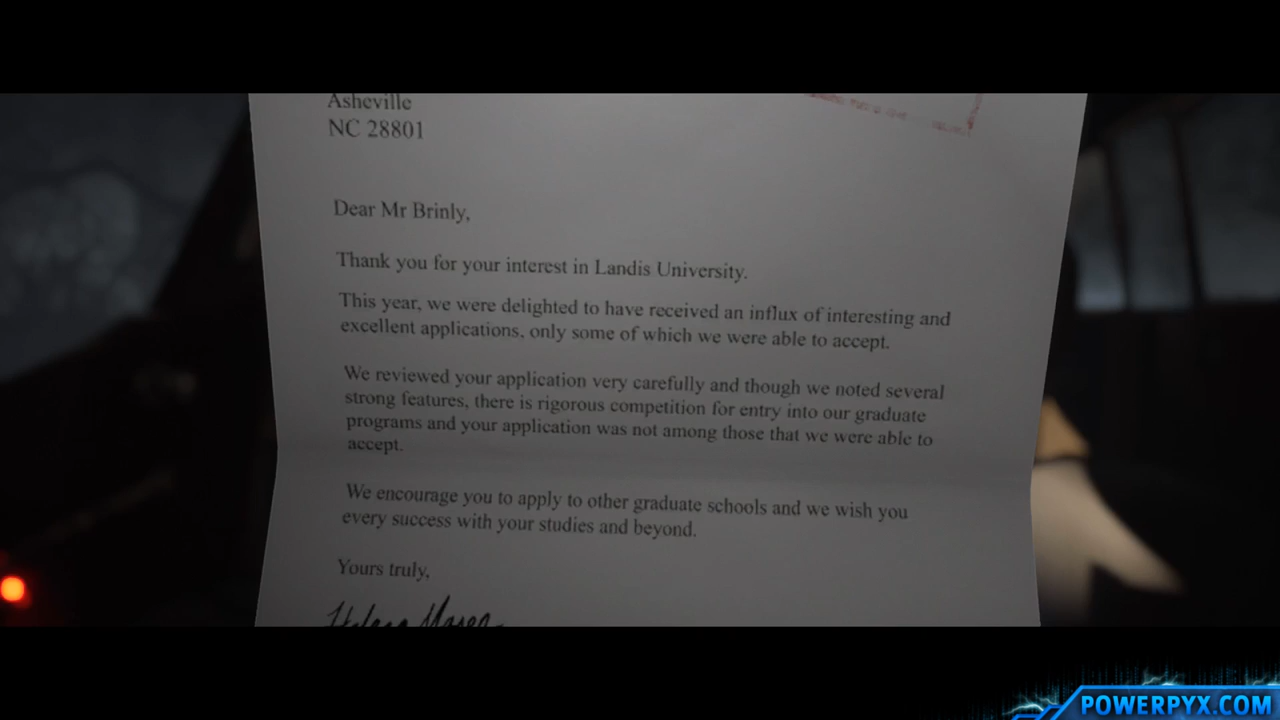 Asheville
NC 28801
Dear Mr Brinly,
Thank you for your interest in Landis University.
This year, we were delighted to have received an influx of interesting and
excellent applications, only some of which we were able to accept.
We reviewed your application very carefully and though we noted several
strong features, there is rigorous competition for entry into our graduate
programs and your application was not among those that we were able to
accept.
We encourage you to apply to other graduate schools and we wish you
every success with your studies and beyond.
Yours truly,
POWERPYX.COM